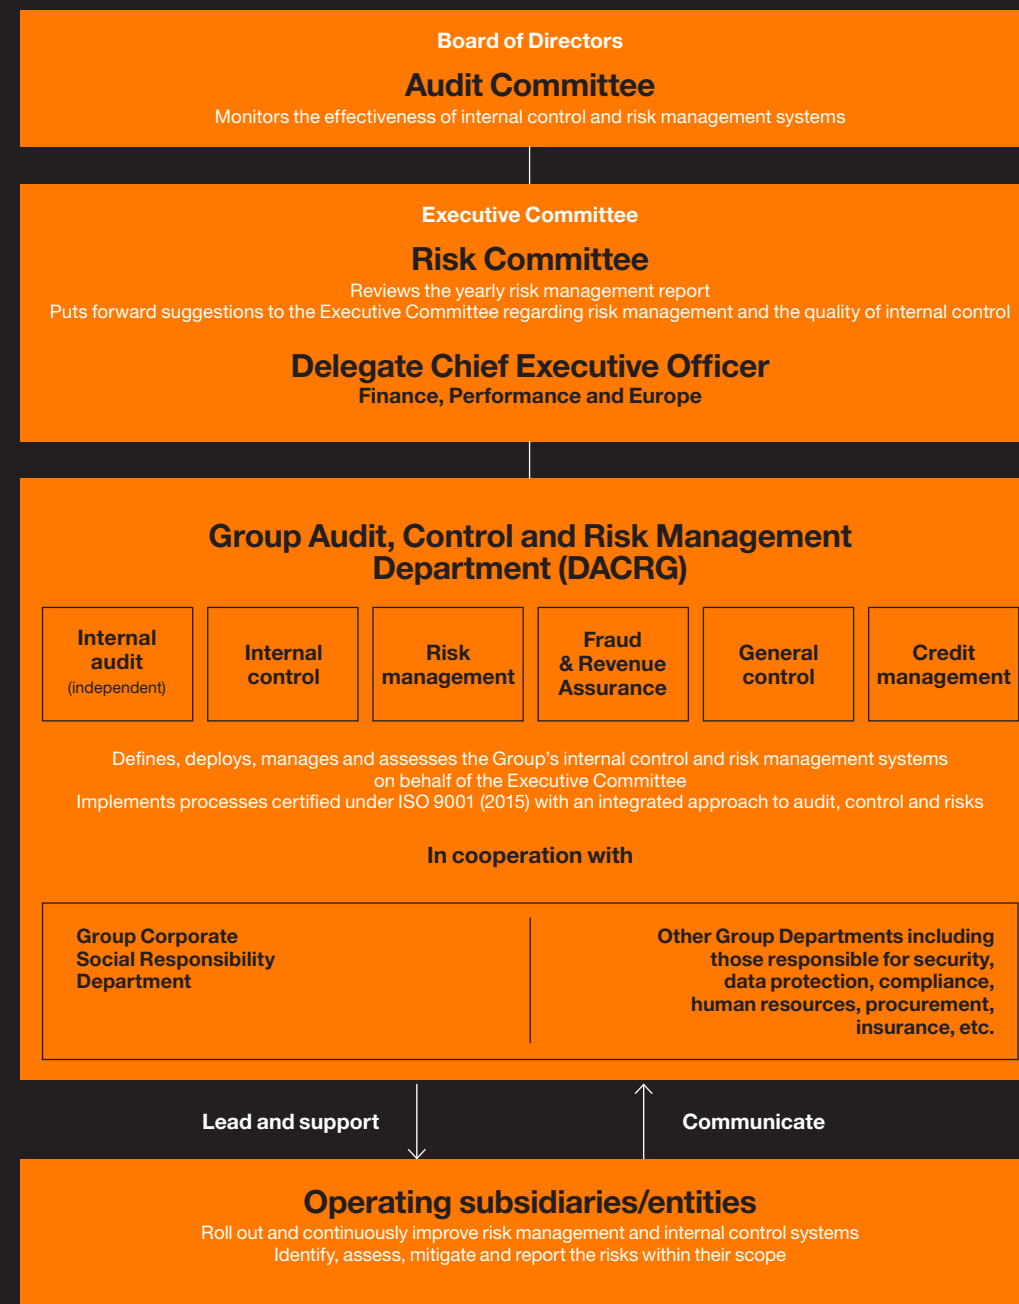 Board of Directors
Audit Committee
Monitors the effectiveness of internal control and risk management systems
Executive Committee
Risk Committee
Reviews the yearly risk management report
Puts forward suggestions to the Executive Committee regarding risk management and the quality of internal control
Delegate Chief Executive Officer
Finance, Performance and Europe
Group Audit, Control and Risk Management
Department (DACRG)
Internal
audit
(independent)
Internal
control
Risk
management
Fraud
& Revenue
Assurance
General
control
Credit
management
Defines, deploys, manages and assesses the Group's internal control and risk management systems
on behalf of the Executive Committee
Implements processes certified under ISO 9001 (2015) with an integrated approach to audit, control and risks
In cooperation with
Group Corporate
Social Responsibility
Department
Other Group Departments including
those responsible for security,
data protection, compliance,
human resources, procurement,
insurance, etc.
Lead and support
Communicate
Operating subsidiaries/entities
Roll out and continuously improve risk management and internal control systems
Identify, assess, mitigate and report the risks within their scope